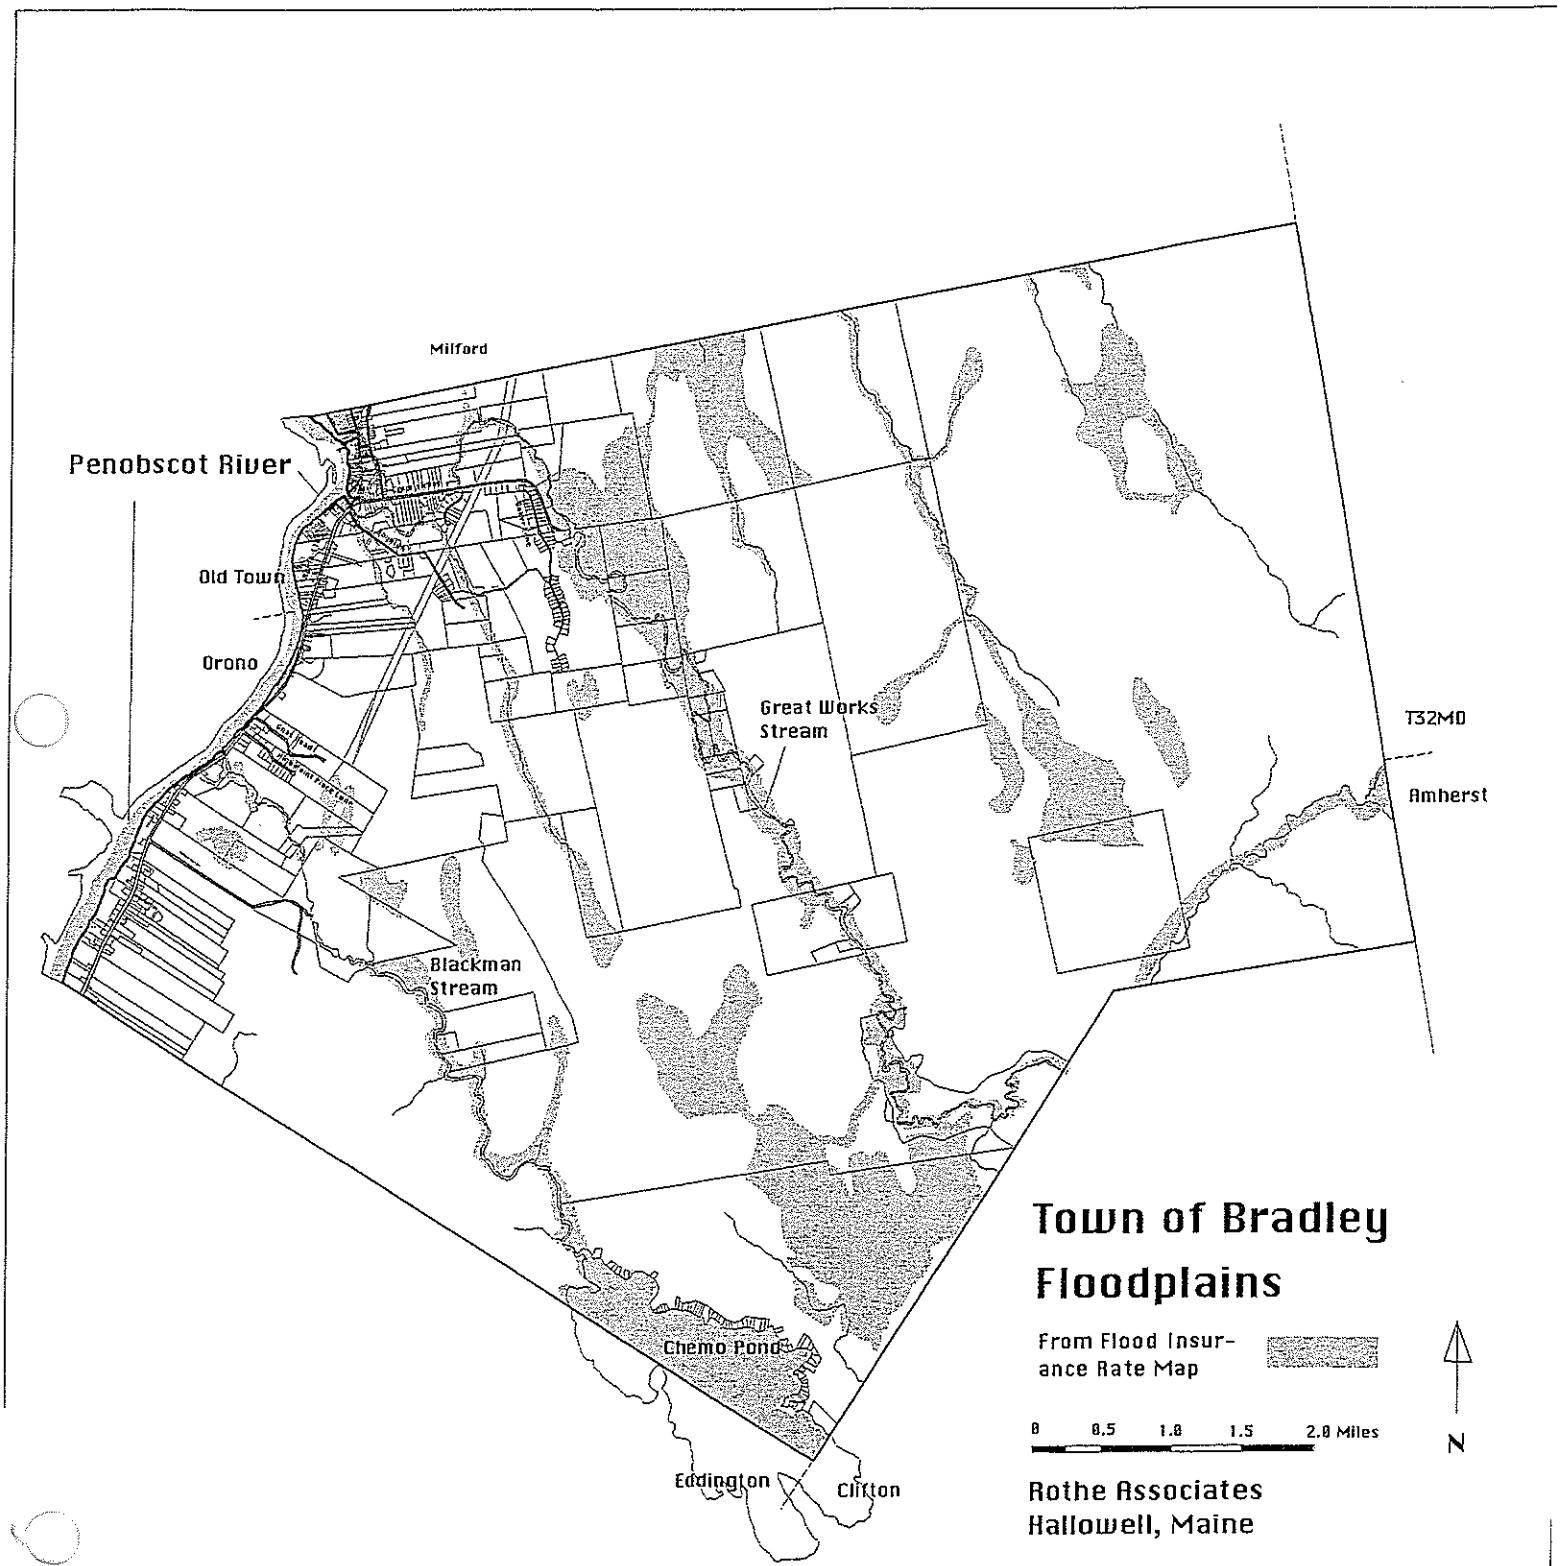 Milford
Penobscot River
Old Town
Orono
Great Works
Stream
T32MD
Amherst
Blackman
Stream
Town of Bradley
Floodplains
From Flood Insur-
ance Rate Map
Chemo Pond
0 0.5 1.0 1.5 2.0 Miles
N
Eddington
Clifton
Rothe Associates
Hallowell, Maine